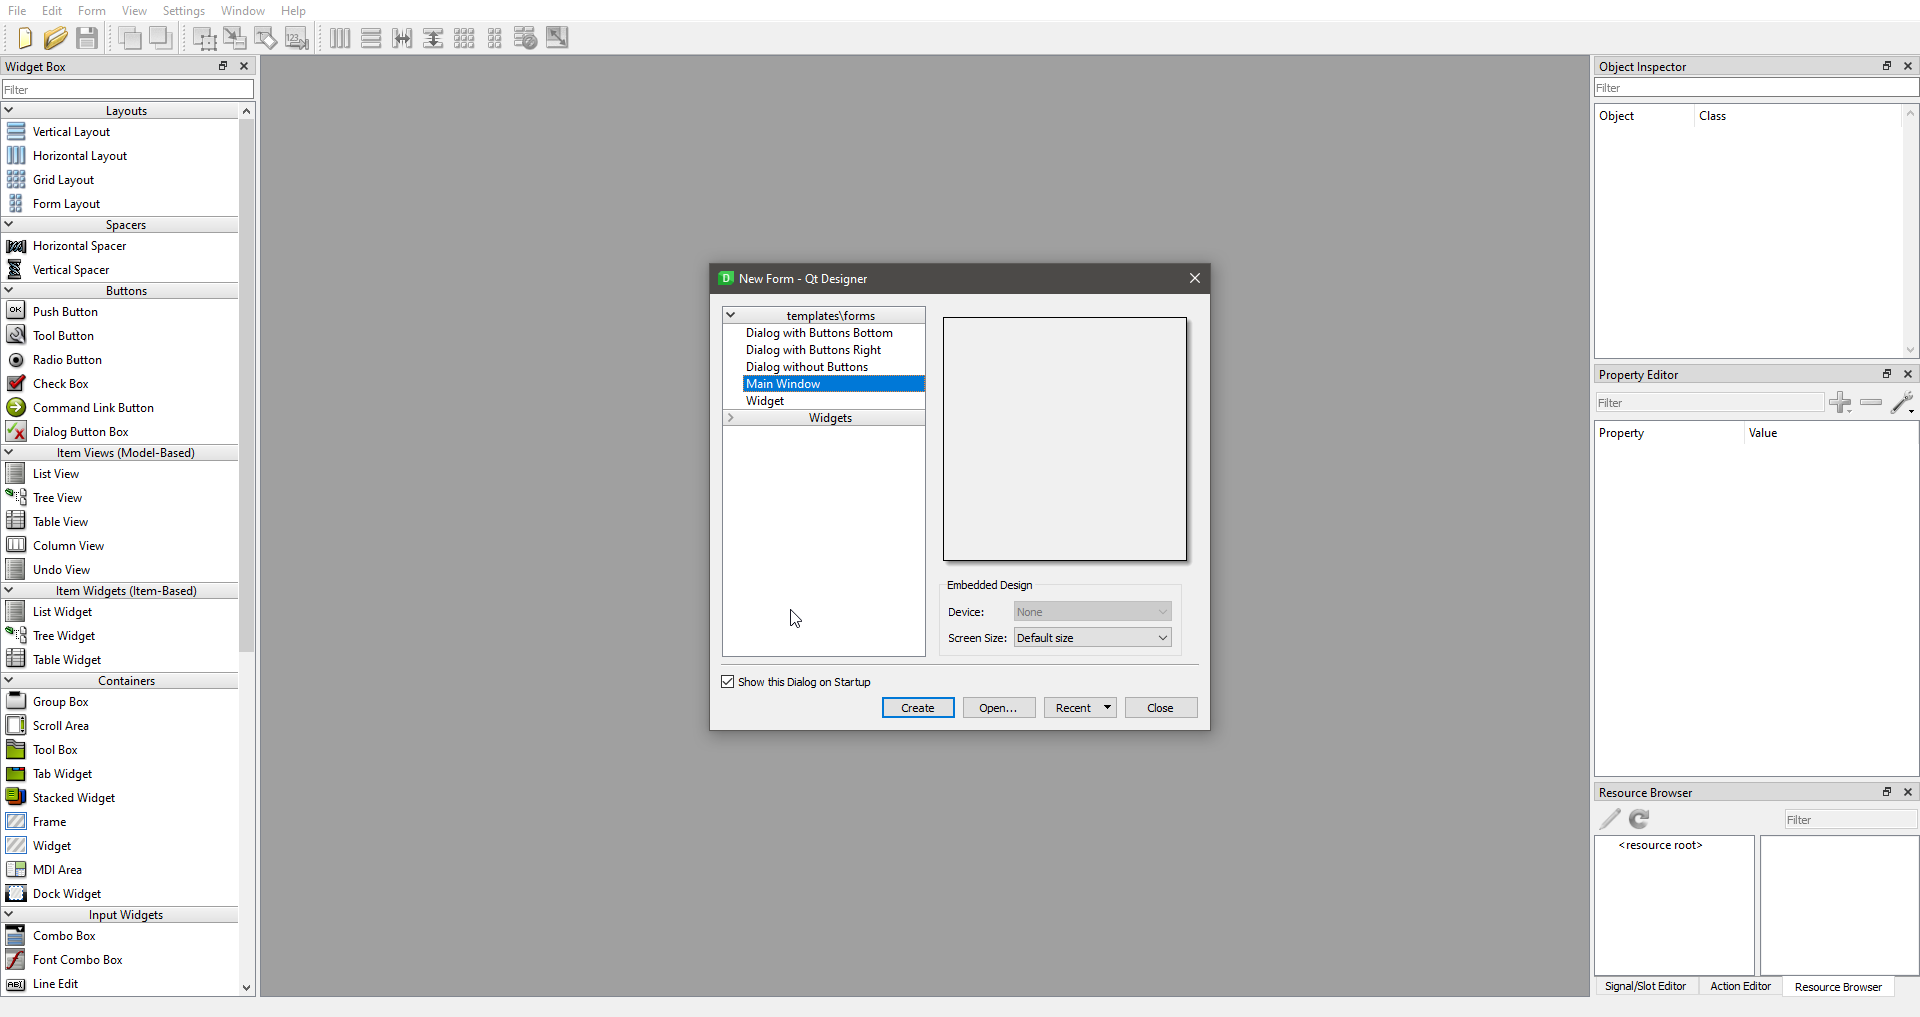 File Edit Form View Settings Window Help
Widget Box
Filter
Layouts
Vertical Layout
Horizontal Layout
Grid Layout
Form Layout
Spacers
Horizontal Spacer
Vertical Spacer
Buttons
OK Push Button
Tool Button
Radio Button
Check Box
Command Link Button
Dialog Button Box
Item Views (Model-Based)
List View
Tree View
Table View
Column View
Undo View
Item Widgets (Item-Based)
List Widget
Tree Widget
Table Widget
Containers
Group Box
Scroll Area
Tool Box
Tab Widget
Stacked Widget
Frame
Widget
MDI Area
Dock Widget
Input Widgets
Combo Box
Font Combo Box
ABI Line Edit
123
D New Form - Qt Designer
templates\forms
Dialog with Buttons Bottom
Dialog with Buttons Right
Dialog without Buttons
Main Window
Widget
Widgets
Embedded Design
Device: None
Screen Size: Default size
Show this Dialog on Startup
Create Open... Recent Close
Object Inspector
Filter
Object Class
Property Editor
Filter
Property Value
Resource Browser
Filter
<resource root>
Signal/Slot Editor Action Editor Resource Browser